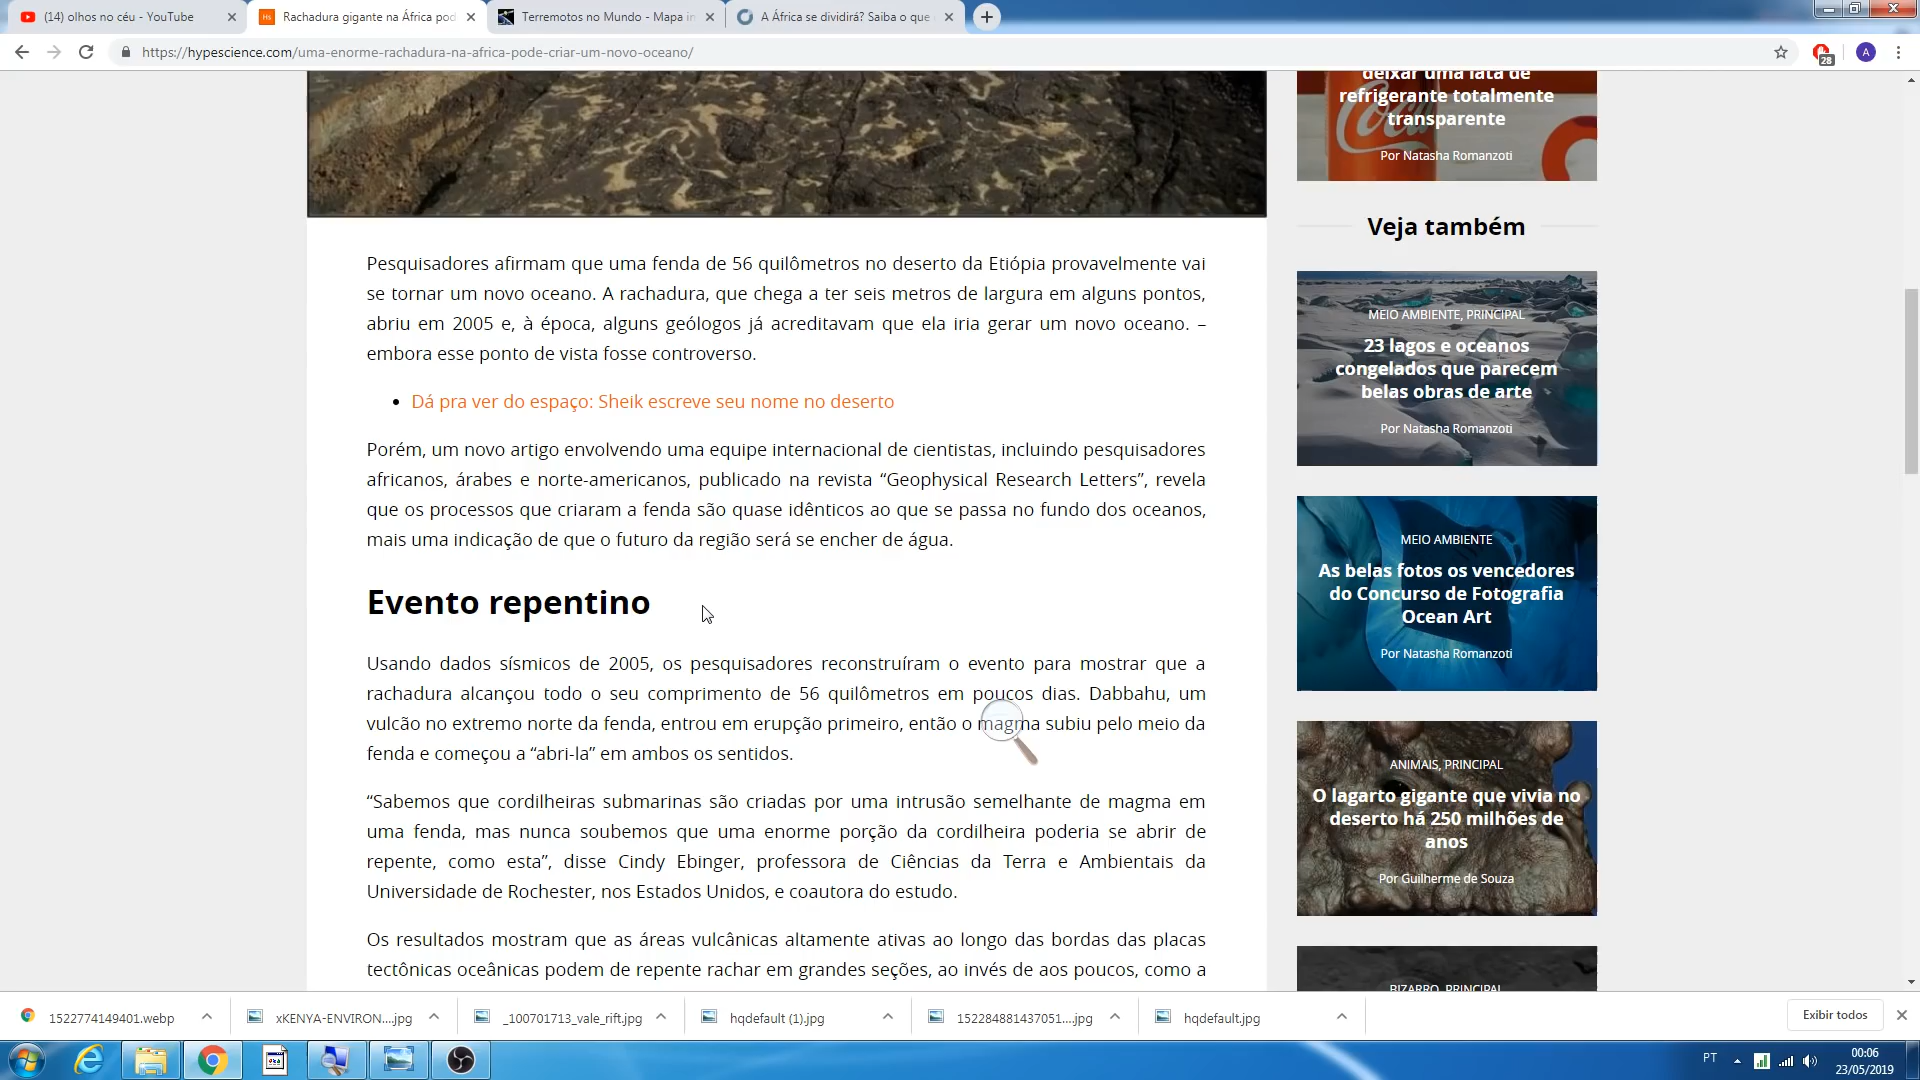 (14) olhos no céu - YouTube
Rachadura gigante na África pod
Terremotos no Mundo - Mapa in
A África se dividirá? Saiba o que
https://hypescience.com/uma-enorme-rachadura-na-africa-pode-criar-um-novo-oceano/
28
A
deixar uma lata de
refrigerante totalmente
transparente
Por Natasha Romanzoti
Veja também
MEIO AMBIENTE, PRINCIPAL
23 lagos e oceanos
congelados que parecem
belas obras de arte
Por Natasha Romanzoti
MEIO AMBIENTE
As belas fotos os vencedores
do Concurso de Fotografia
Ocean Art
Por Natasha Romanzoti
ANIMAIS, PRINCIPAL
O lagarto gigante que vivia no
deserto há 250 milhões de
anos
Por Guilherme de Souza
BIZARRO, PRINCIPAL
Pesquisadores afirmam que uma fenda de 56 quilômetros no deserto da Etiópia provavelmente vai
se tornar um novo oceano. A rachadura, que chega a ter seis metros de largura em alguns pontos,
abriu em 2005 e, à época, alguns geólogos já acreditavam que ela iria gerar um novo oceano. –
embora esse ponto de vista fosse controverso.
• Dá pra ver do espaço: Sheik escreve seu nome no deserto
Porém, um novo artigo envolvendo uma equipe internacional de cientistas, incluindo pesquisadores
africanos, árabes e norte-americanos, publicado na revista “Geophysical Research Letters”, revela
que os processos que criaram a fenda são quase idênticos ao que se passa no fundo dos oceanos,
mais uma indicação de que o futuro da região será se encher de água.
Evento repentino
Usando dados sísmicos de 2005, os pesquisadores reconstruíram o evento para mostrar que a
rachadura alcançou todo o seu comprimento de 56 quilômetros em poucos dias. Dabbahu, um
vulcão no extremo norte da fenda, entrou em erupção primeiro, então o magma subiu pelo meio da
fenda e começou a “abri-la” em ambos os sentidos.
“Sabemos que cordilheiras submarinas são criadas por uma intrusão semelhante de magma em
uma fenda, mas nunca soubemos que uma enorme porção da cordilheira poderia se abrir de
repente, como esta”, disse Cindy Ebinger, professora de Ciências da Terra e Ambientais da
Universidade de Rochester, nos Estados Unidos, e coautora do estudo.
Os resultados mostram que as áreas vulcânicas altamente ativas ao longo das bordas das placas
tectônicas oceânicas podem de repente rachar em grandes seções, ao invés de aos poucos, como a
1522774149401.webp
xKENYA-ENVIRON....jpg
_100701713_vale_rift.jpg
hqdefault (1).jpg
152284881437051....jpg
hqdefault.jpg
Exibir todos
PT
00:06
23/05/2019